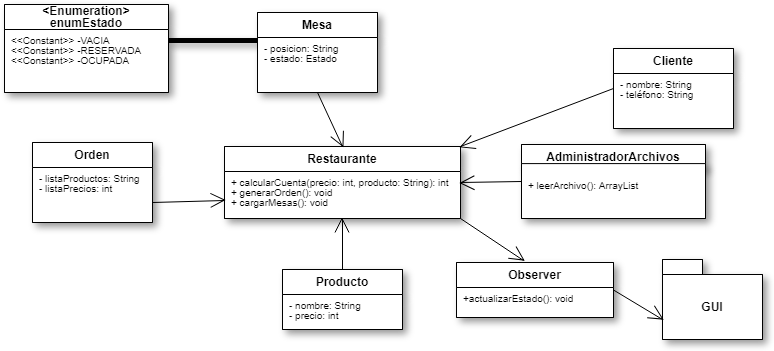 <Enumeration>
enumEstado
<<Constant>> -VACIA
<<Constant>> -RESERVADA
<<Constant>> -OCUPADA
Mesa
- posicion: String
- estado: Estado
Cliente
- nombre: String
- teléfono: String
Orden
- listaProductos: String
- listaPrecios: int
Restaurante
+ calcularCuenta(precio: int, producto: String): int
+ generarOrden(): void
+ cargarMesas(): void
AdministradorArchivos
+ leerArchivo(): ArrayList
Producto
- nombre: String
- precio: int
Observer
+actualizarEstado(): void
GUI